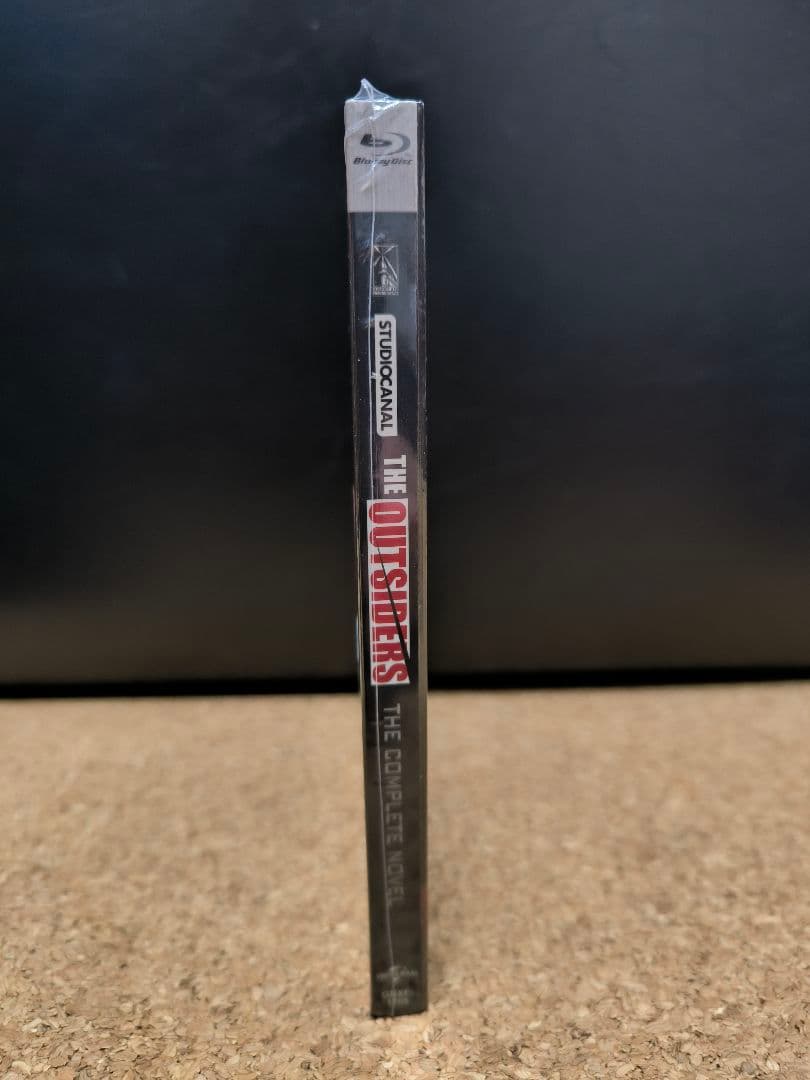 Blu-ray Disc
STUDIOCANAL
THE OUTSIDERS
THE COMPLETE NOVEL